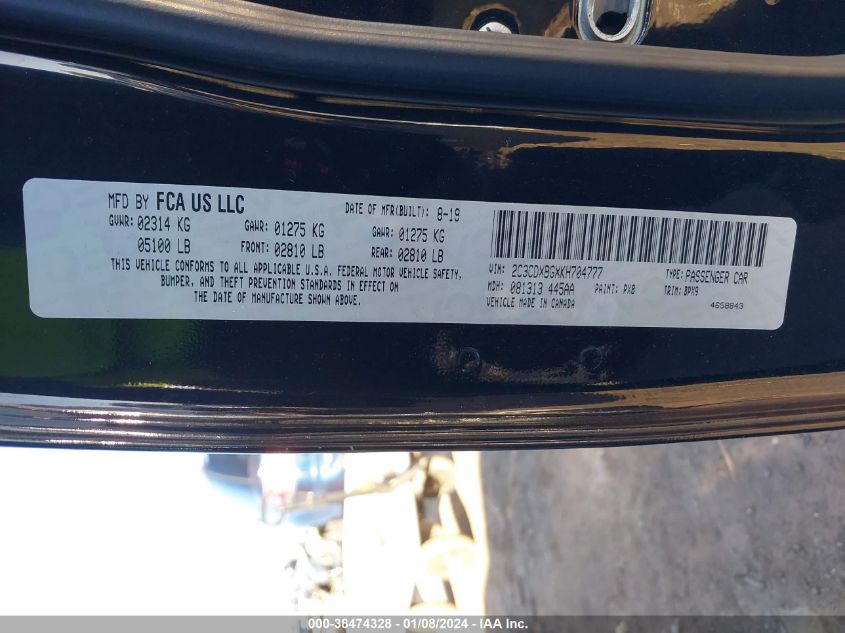 MFD BY FCA US LLC DATE OF MFR(BUILT): 8-19
GVWR: 02314 KG GAWR: 01275 KG GAWR: 01275 KG
05100 LB FRONT: 02810 LB REAR: 02810 LB
THIS VEHICLE CONFORMS TO ALL APPLICABLE U.S.A. FEDERAL MOTOR VEHICLE SAFETY,
BUMPER, AND THEFT PREVENTION STANDARDS IN EFFECT ON
THE DATE OF MANUFACTURE SHOWN ABOVE.
VIN: 2C3CDXBGXKH704777 TYPE: PASSENGER CAR
MDH: 081313 445AA PAINT: PX8 TRIM: BPX9
VEHICLE MADE IN CANADA 4658843
000-38474328 - 01/08/2024 - IAA Inc.